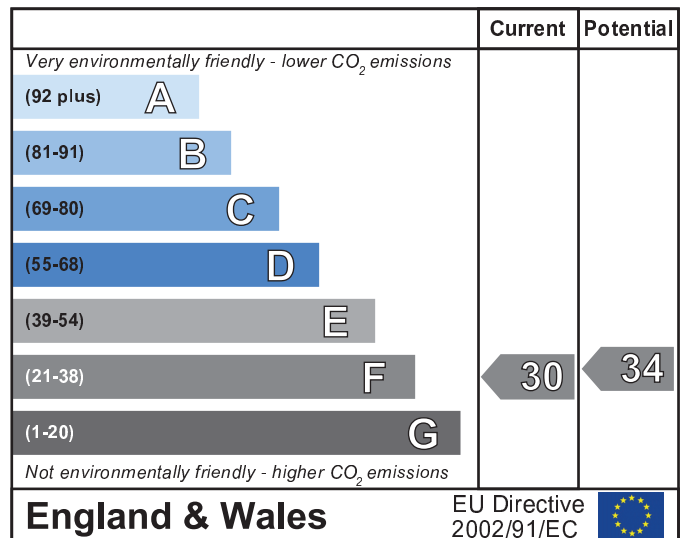 Current Potential
Very environmentally friendly - lower CO2 emissions
(92 plus) A
(81-91) B
(69-80) C
(55-68) D
(39-54) E
(21-38) F 30 34
(1-20) G
Not environmentally friendly - higher CO2 emissions
England & Wales
EU Directive
2002/91/EC